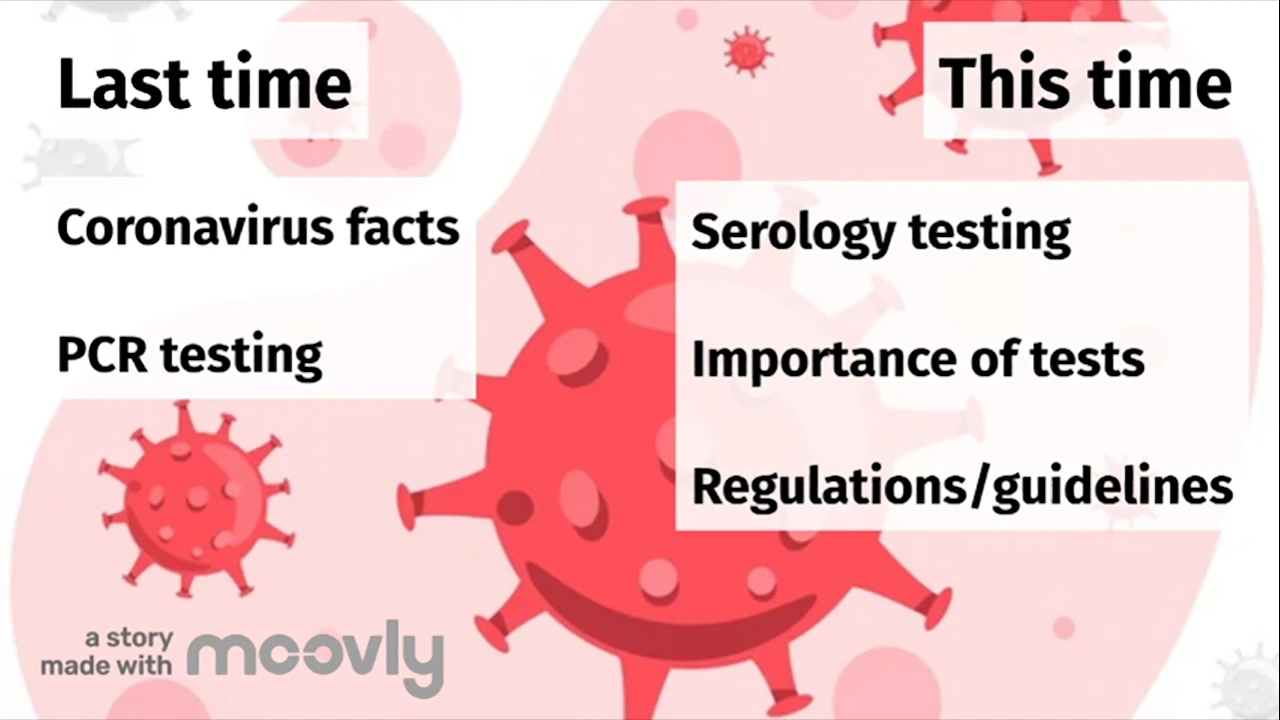 Last time
Coronavirus facts
PCR testing
This time
Serology testing
Importance of tests
Regulations/guidelines
a story
made with moovly